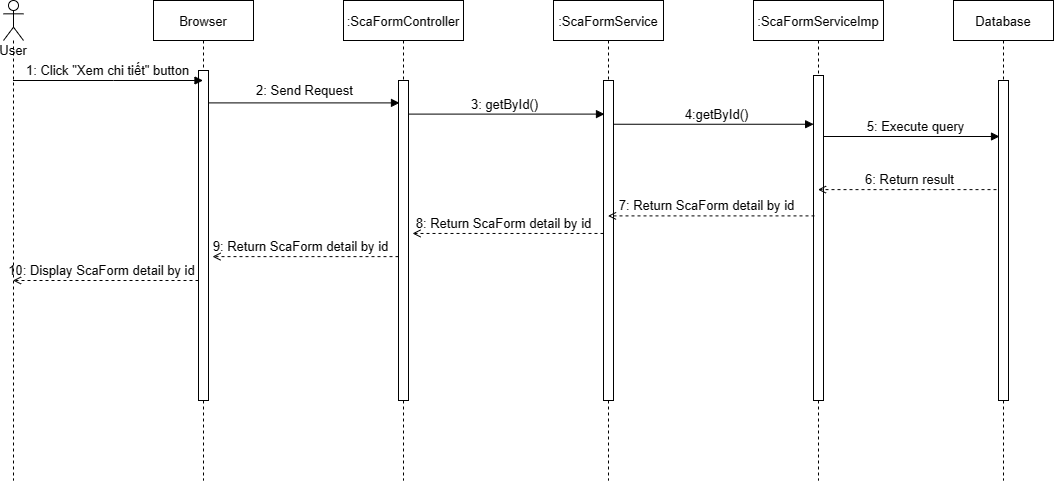 Browser
:ScaFormController
:ScaFormService
:ScaFormServiceImp
Database
User
1: Click "Xem chi tiết" button
2: Send Request
3: getById()
4:getById()
5: Execute query
6: Return result
7: Return ScaForm detail by id
8: Return ScaForm detail by id
9: Return ScaForm detail by id
10: Display ScaForm detail by id